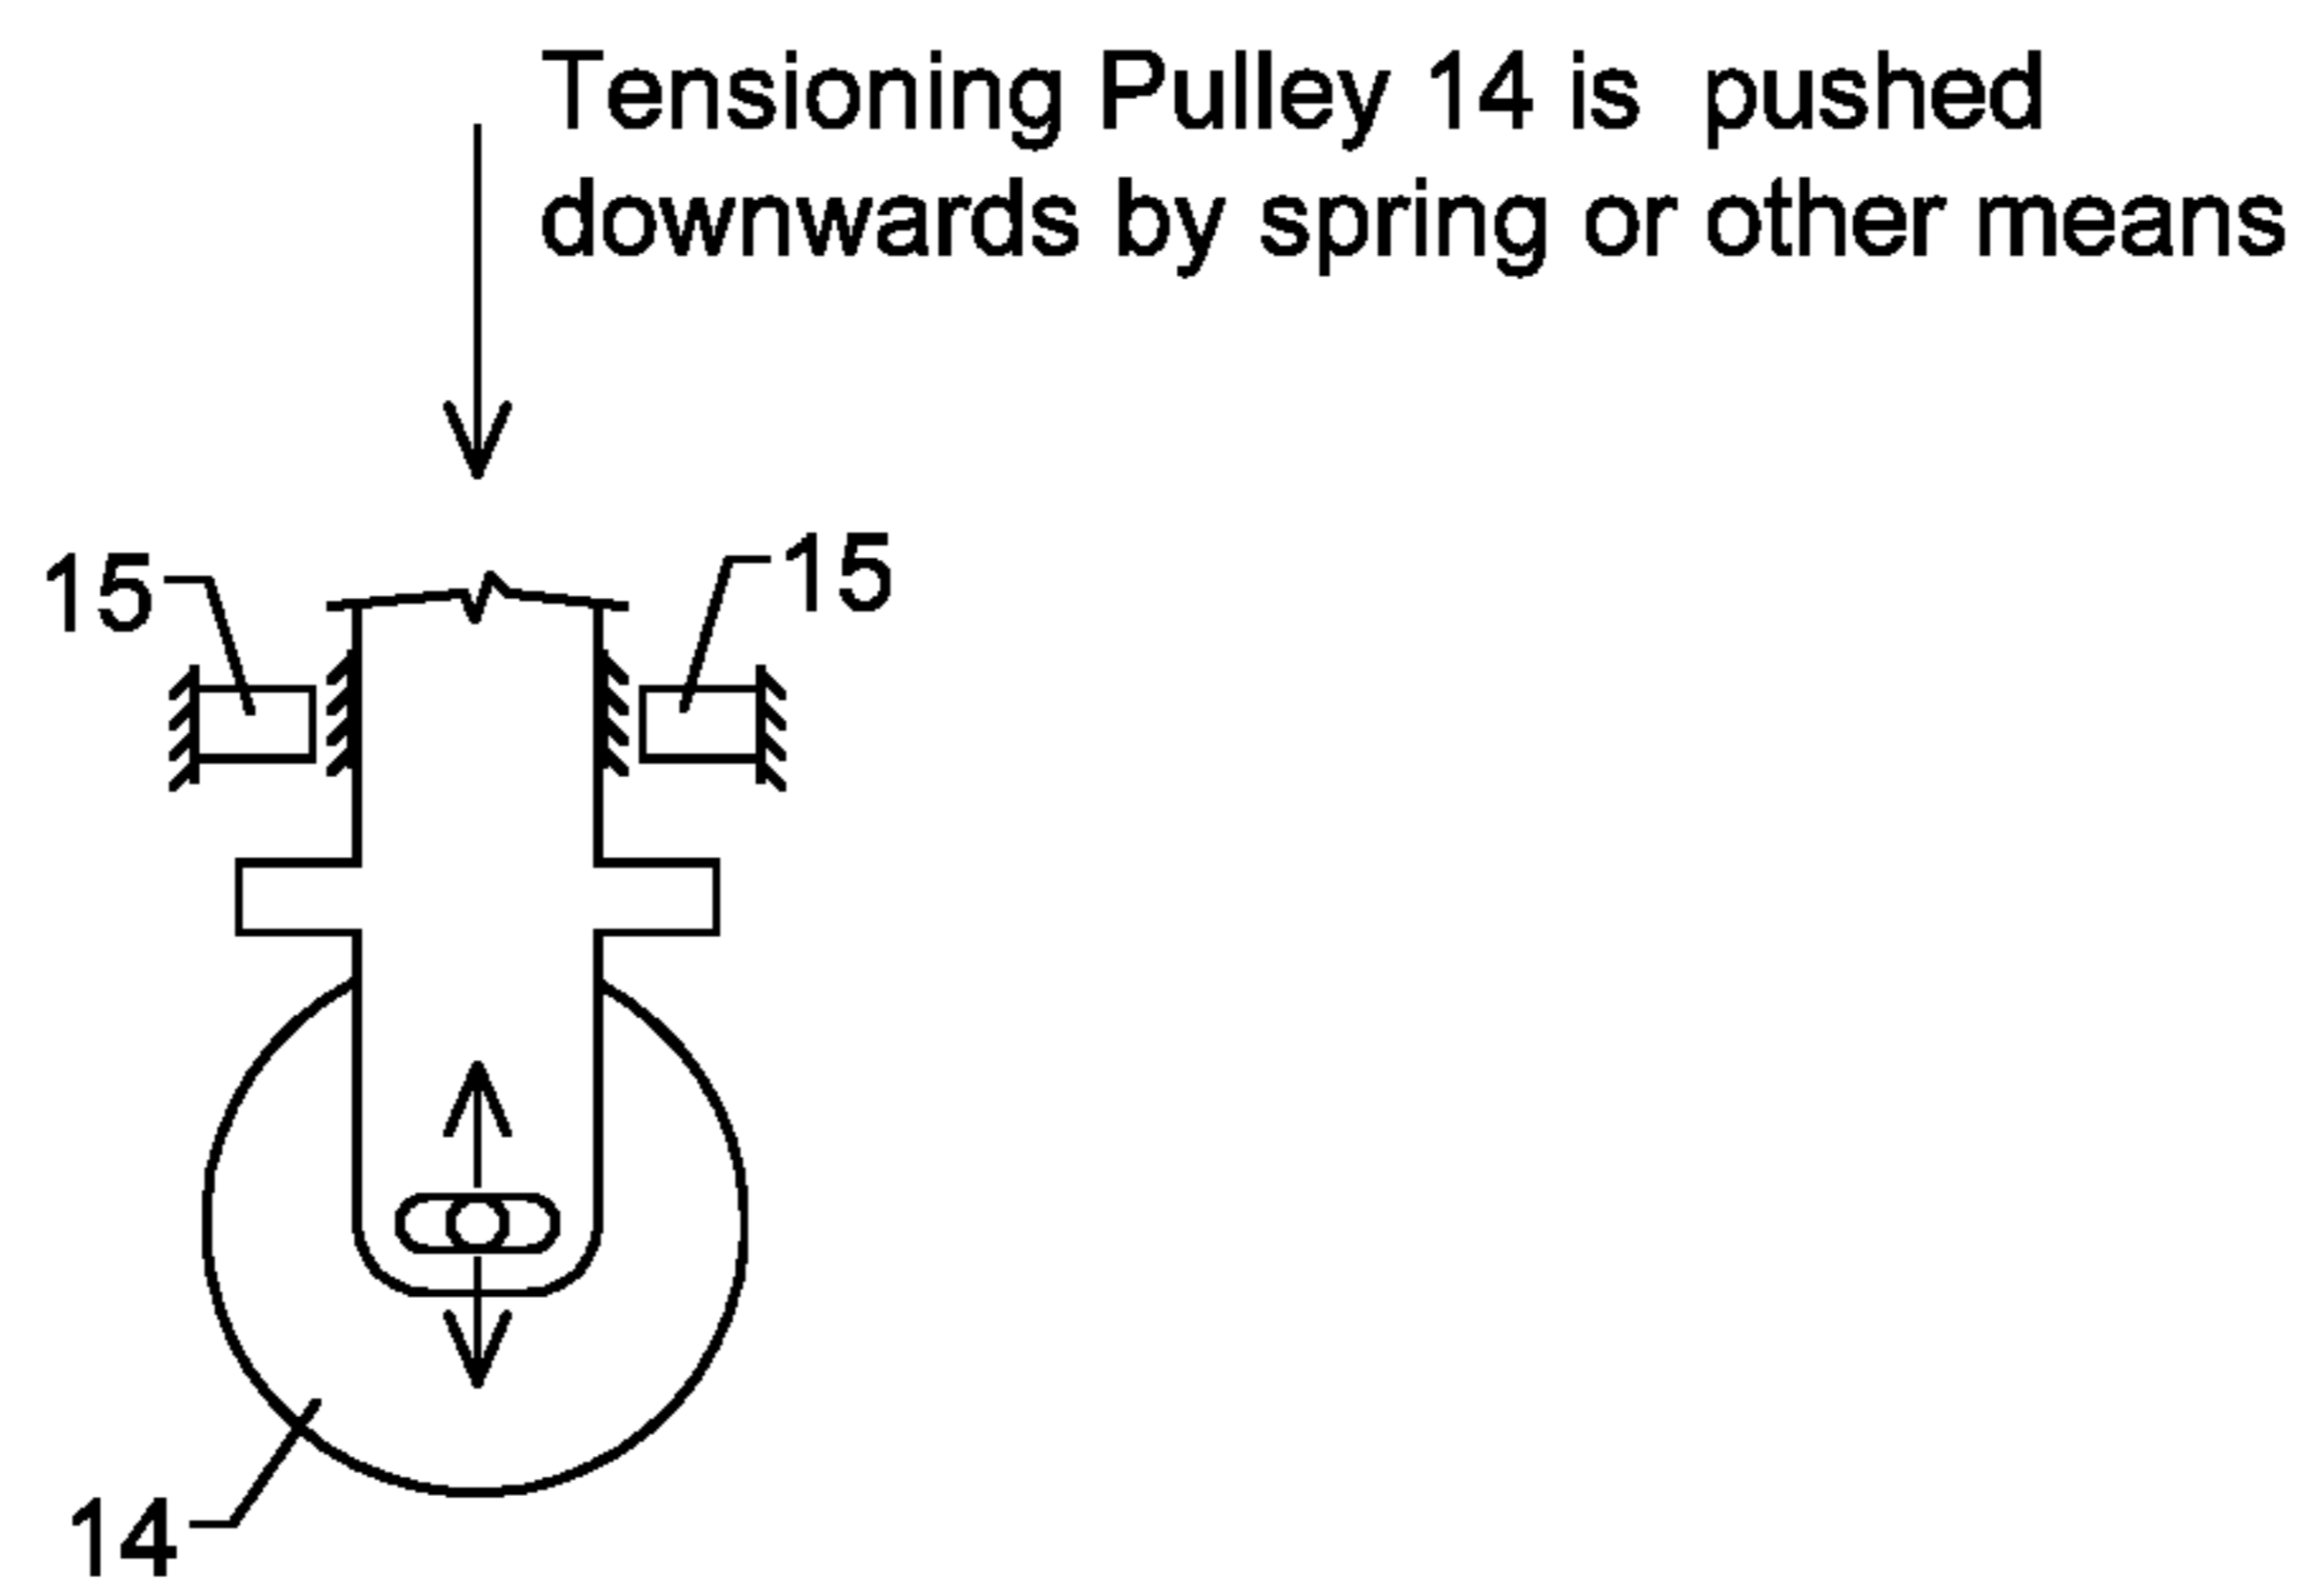 Tensioning Pulley 14 is pushed
downwards by spring or other means
15
15
14